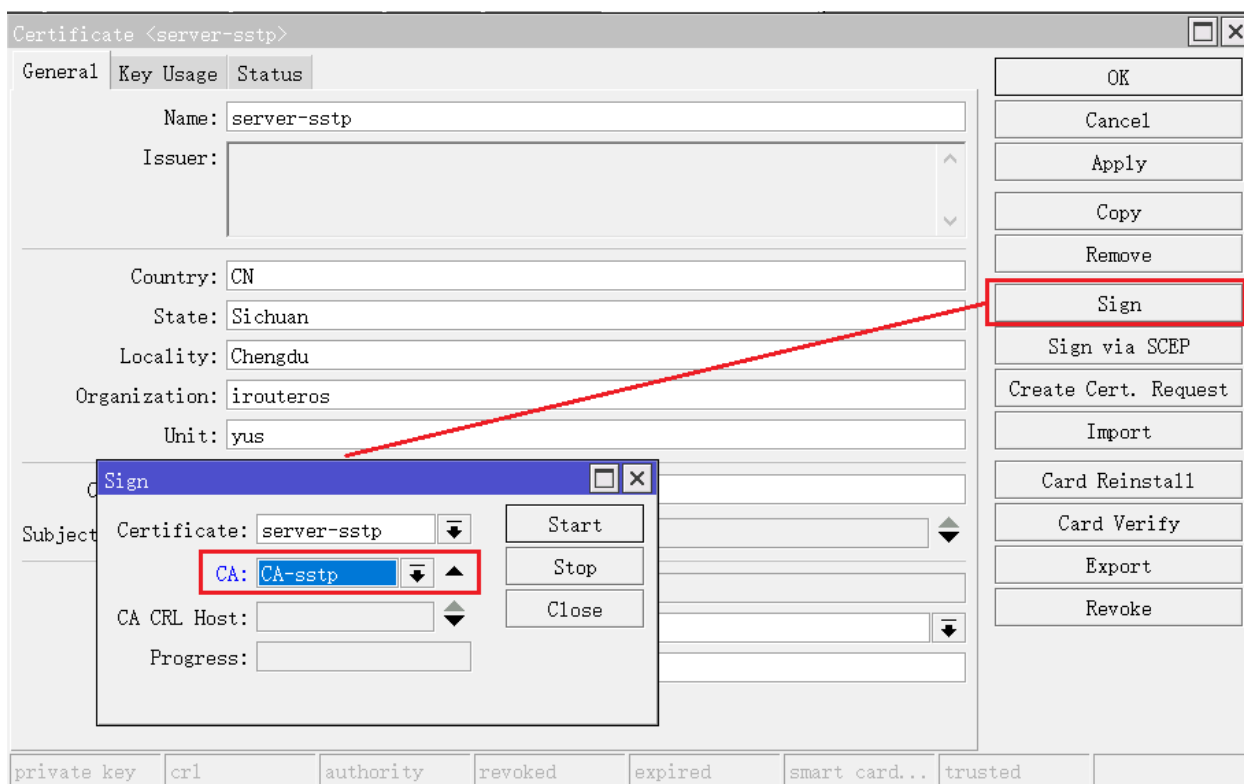 Certificate <server-sstp>
General Key Usage Status
Name: server-sstp
Issuer:
Country: CN
State: Sichuan
Locality: Chengdu
Organization: irouteros
Unit: yus
Subject
Sign
Certificate: server-sstp
CA: CA-sstp
CA CRL Host:
Progress:
Start
Stop
Close
OK
Cancel
Apply
Copy
Remove
Sign
Sign via SCEP
Create Cert. Request
Import
Card Reinstall
Card Verify
Export
Revoke
private key crl authority revoked expired smart card... trusted